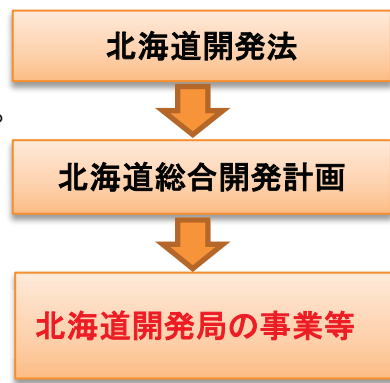 北海道開発法
。
北海道総合開発計画
北海道開発局の事業等